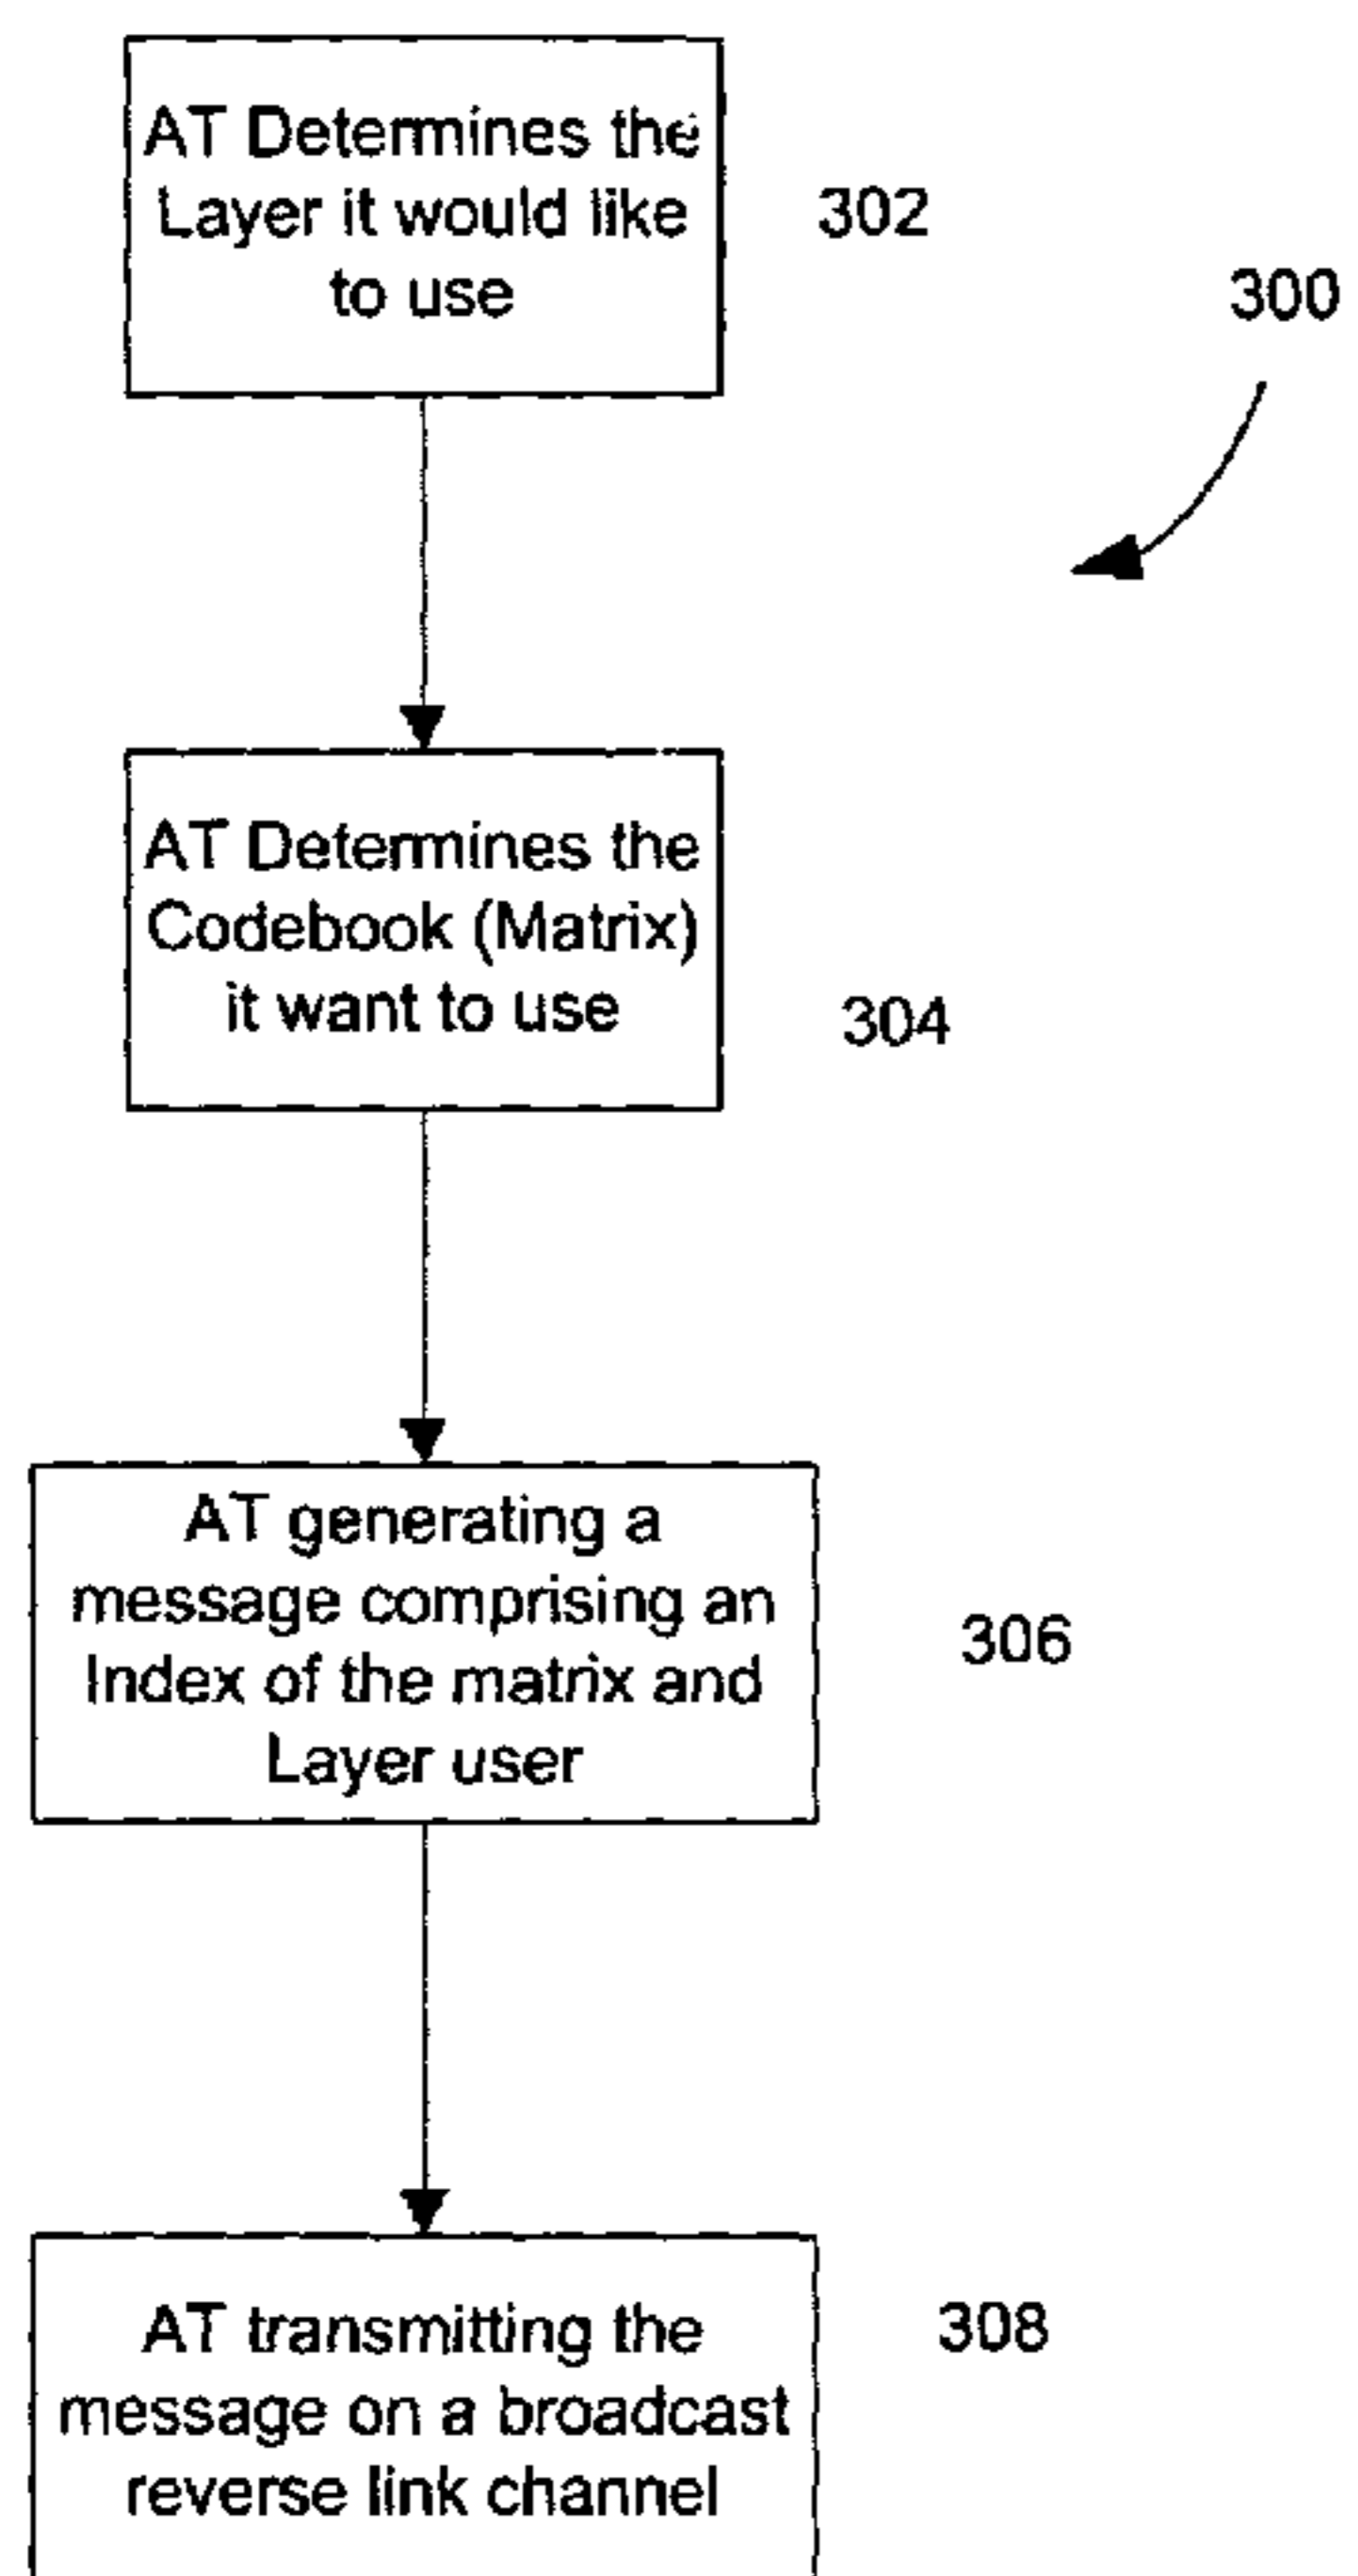 AT Determines the
Layer it would like
to use
302
300
AT Determines the
Codebook (Matrix)
it want to use
304
AT generating a
message comprising an
Index of the matrix and
Layer user
306
AT transmitting the
message on a broadcast
reverse link channel
308